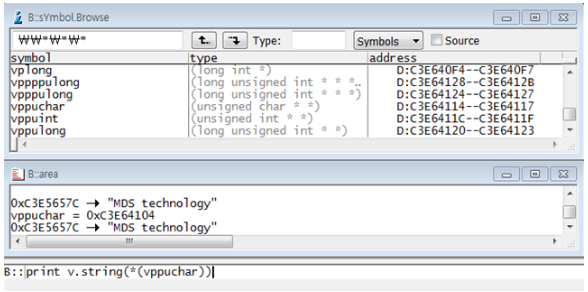 B::sYmbol.Browse
₩₩*₩*₩*
Type:
Symbols
Source
symbol type address
vplong (long int *) D:C3E640F4--C3E640F7
vppppulong (long unsigned int * * *.. D:C3E64128--C3E6412B
vpppulong (long unsigned int * * *) D:C3E64124--C3E64127
vppuchar (unsigned char * *) D:C3E64114--C3E64117
vppuint (unsigned int * *) D:C3E6411C--C3E6411F
vppulong (long unsigned int * *) D:C3E64120--C3E64123
B::area
0xC3E5657C → "MDS technology"
vppuchar = 0xC3E64104
0xC3E5657C → "MDS technology"
B::print v.string(*(vppuchar))